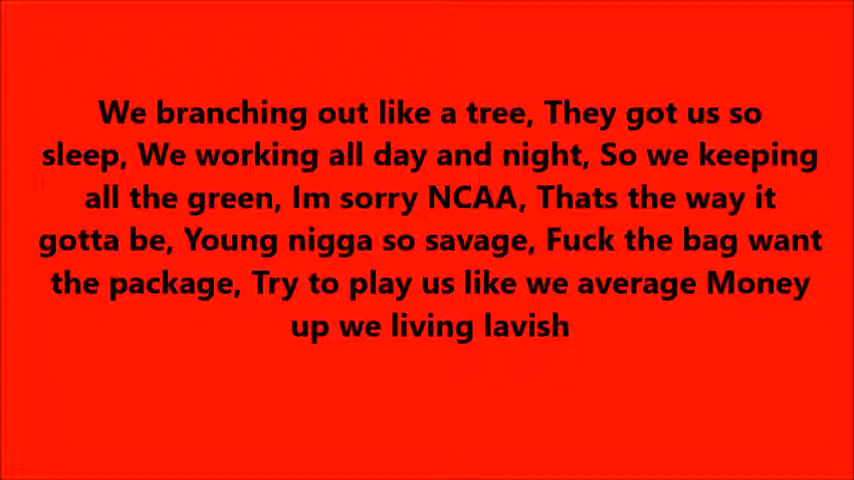 We branching out like a tree, They got us so
sleep, We working all day and night, So we keeping
all the green, Im sorry NCAA, Thats the way it
gotta be, Young nigga so savage, Fuck the bag want
the package, Try to play us like we average Money
up we living lavish